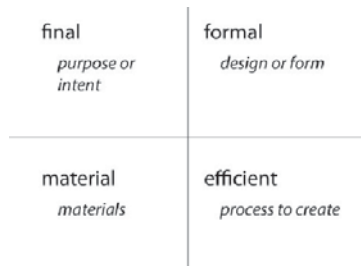 final
purpose or
intent
formal
design or form
material
materials
efficient
process to create